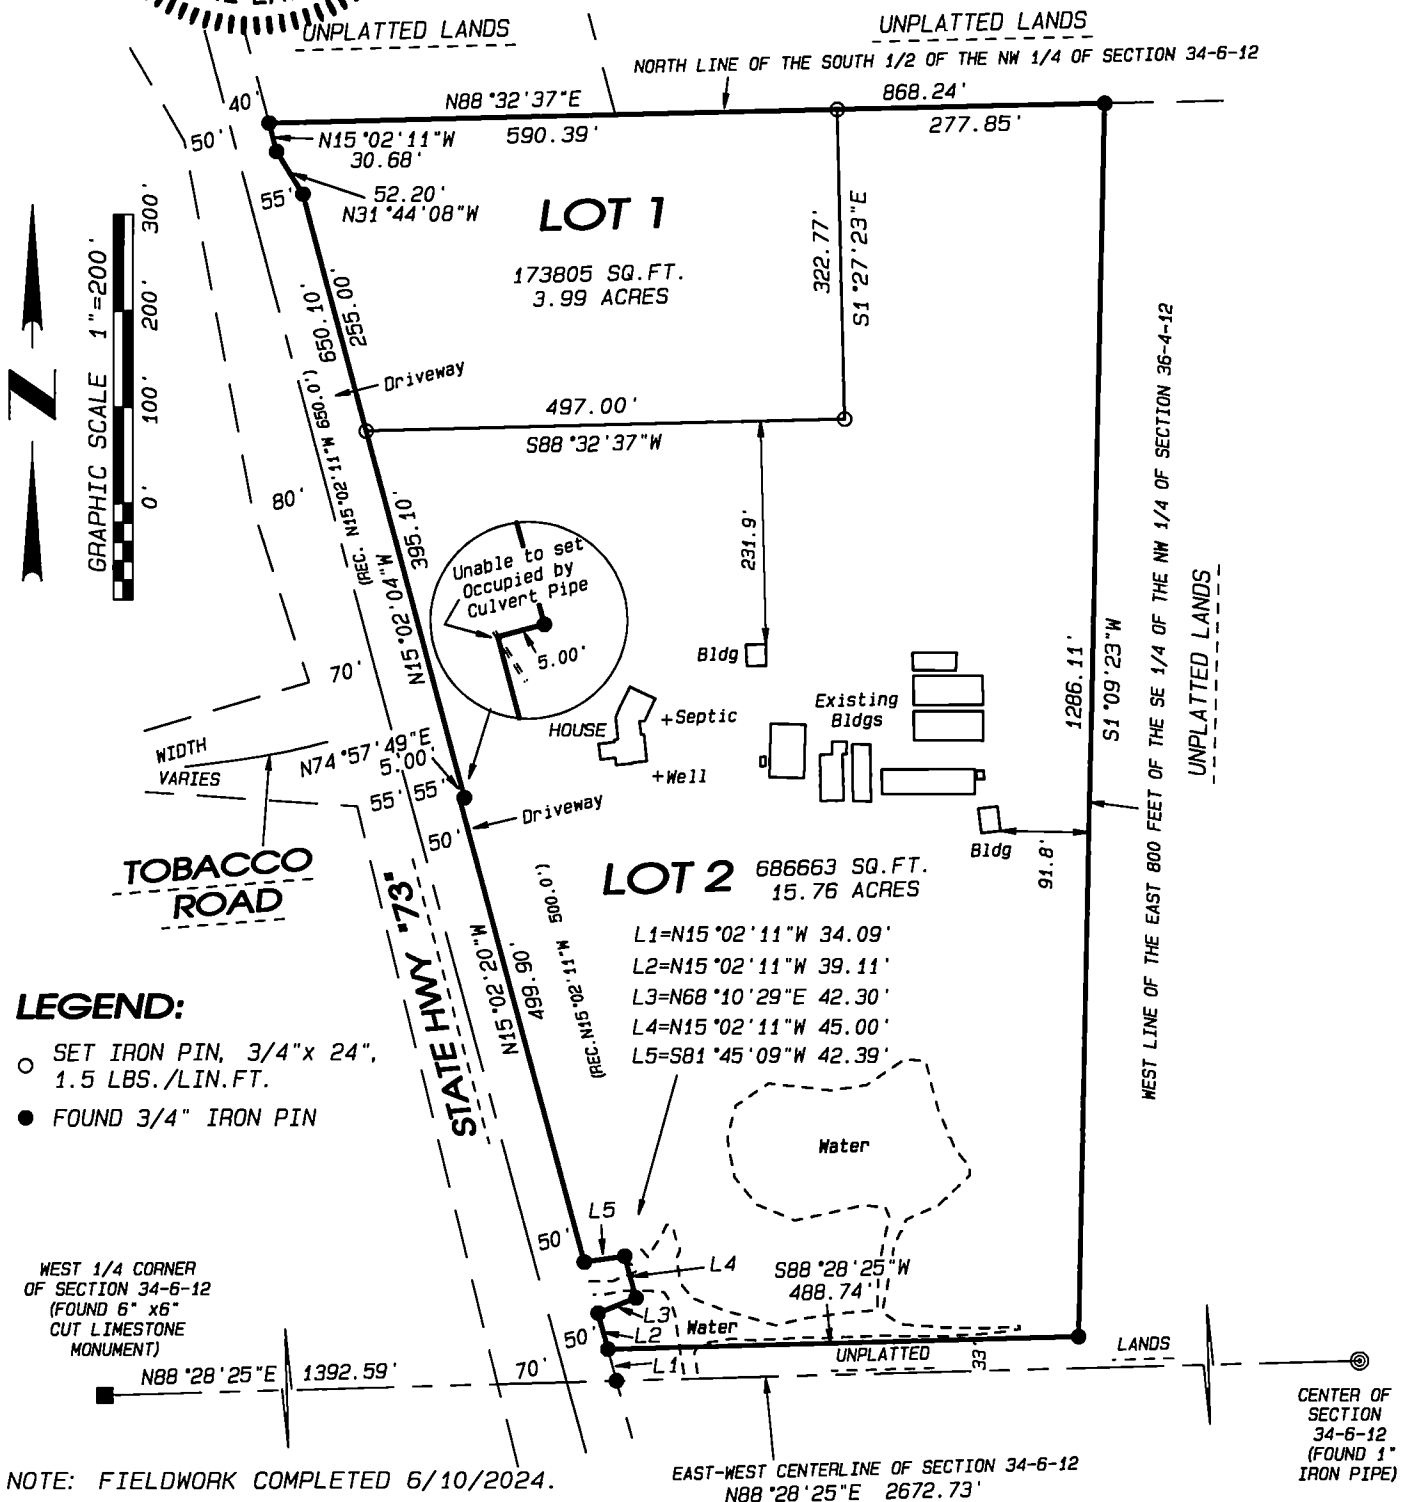 UNPLATTED LANDS
UNPLATTED LANDS
NORTH LINE OF THE SOUTH 1/2 OF THE NW 1/4 OF SECTION 34-6-12
40'
N88°32'37"E
868.24'
50'
N15°02'11"W
30.68'
590.39'
277.85'
55'
52.20'
N31°44'08"W
LOT 1
173805 SQ.FT.
3.99 ACRES
322.77'
S1°27'23"E
GRAPHIC SCALE 1"=200'
0' 100' 200' 300'
N
650.10'
255.00'
(REC. N15°02'11"W 650.0')
Driveway
497.00'
S88°32'37"W
80'
395.10'
N15°02'04"W
Unable to set
Occupied by
Culvert Pipe
5.00'
231.9'
Bldg
70'
HOUSE
+Septic
+Well
Existing
Bldgs
1286.11'
S1°09'23"W
WEST LINE OF THE EAST 800 FEET OF THE SE 1/4 OF THE NW 1/4 OF SECTION 36-4-12
UNPLATTED LANDS
WIDTH
VARIES
N74°57'49"E
5.00'
55' 55'
50'
Driveway
Bldg
91.8'
TOBACCO
ROAD
STATE HWY "73"
LOT 2
686663 SQ.FT.
15.76 ACRES
L1=N15°02'11"W 34.09'
L2=N15°02'11"W 39.11'
L3=N68°10'29"E 42.30'
L4=N15°02'11"W 45.00'
L5=S81°45'09"W 42.39'
N15°02'20"W
499.90'
(REC.N15°02'11"W 500.0')
LEGEND:
SET IRON PIN, 3/4"x 24",
1.5 LBS./LIN.FT.
FOUND 3/4" IRON PIN
Water
50'
L5
L4
S88°28'25"W
488.74'
L3
Water
50'
L2
UNPLATTED
33'
LANDS
WEST 1/4 CORNER
OF SECTION 34-6-12
(FOUND 6" x6"
CUT LIMESTONE
MONUMENT)
N88°28'25"E 1392.59'
70'
L1
CENTER OF
SECTION
34-6-12
(FOUND 1"
IRON PIPE)
EAST-WEST CENTERLINE OF SECTION 34-6-12
N88°28'25"E 2672.73'
NOTE: FIELDWORK COMPLETED 6/10/2024.